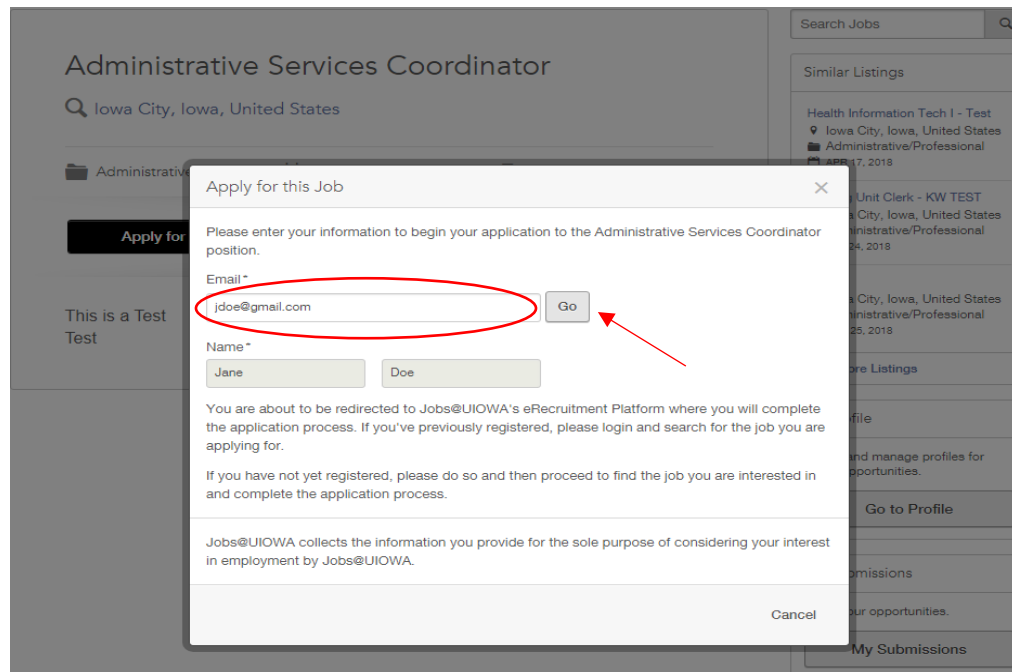 Administrative Services Coordinator
Iowa City, Iowa, United States
Administrative
Apply for
This is a Test
Test
Apply for this Job
Please enter your information to begin your application to the Administrative Services Coordinator
position.
Email*
jdoe@gmail.com
Go
Name*
Jane
Doe
You are about to be redirected to Jobs@UIOWA's eRecruitment Platform where you will complete
the application process. If you've previously registered, please login and search for the job you are
applying for.
If you have not yet registered, please do so and then proceed to find the job you are interested in
and complete the application process.
Jobs@UIOWA collects the information you provide for the sole purpose of considering your interest
in employment by Jobs@UIOWA.
Cancel
Search Jobs
Similar Listings
Health Information Tech I - Test
Iowa City, Iowa, United States
Administrative/Professional
APR 17, 2018
Unit Clerk - KW TEST
City, Iowa, United States
ministrative/Professional
24, 2018
City, Iowa, United States
ministrative/Professional
25, 2018
ore Listings
file
and manage profiles for
pportunities.
Go to Profile
omissions
our opportunities.
My Submissions